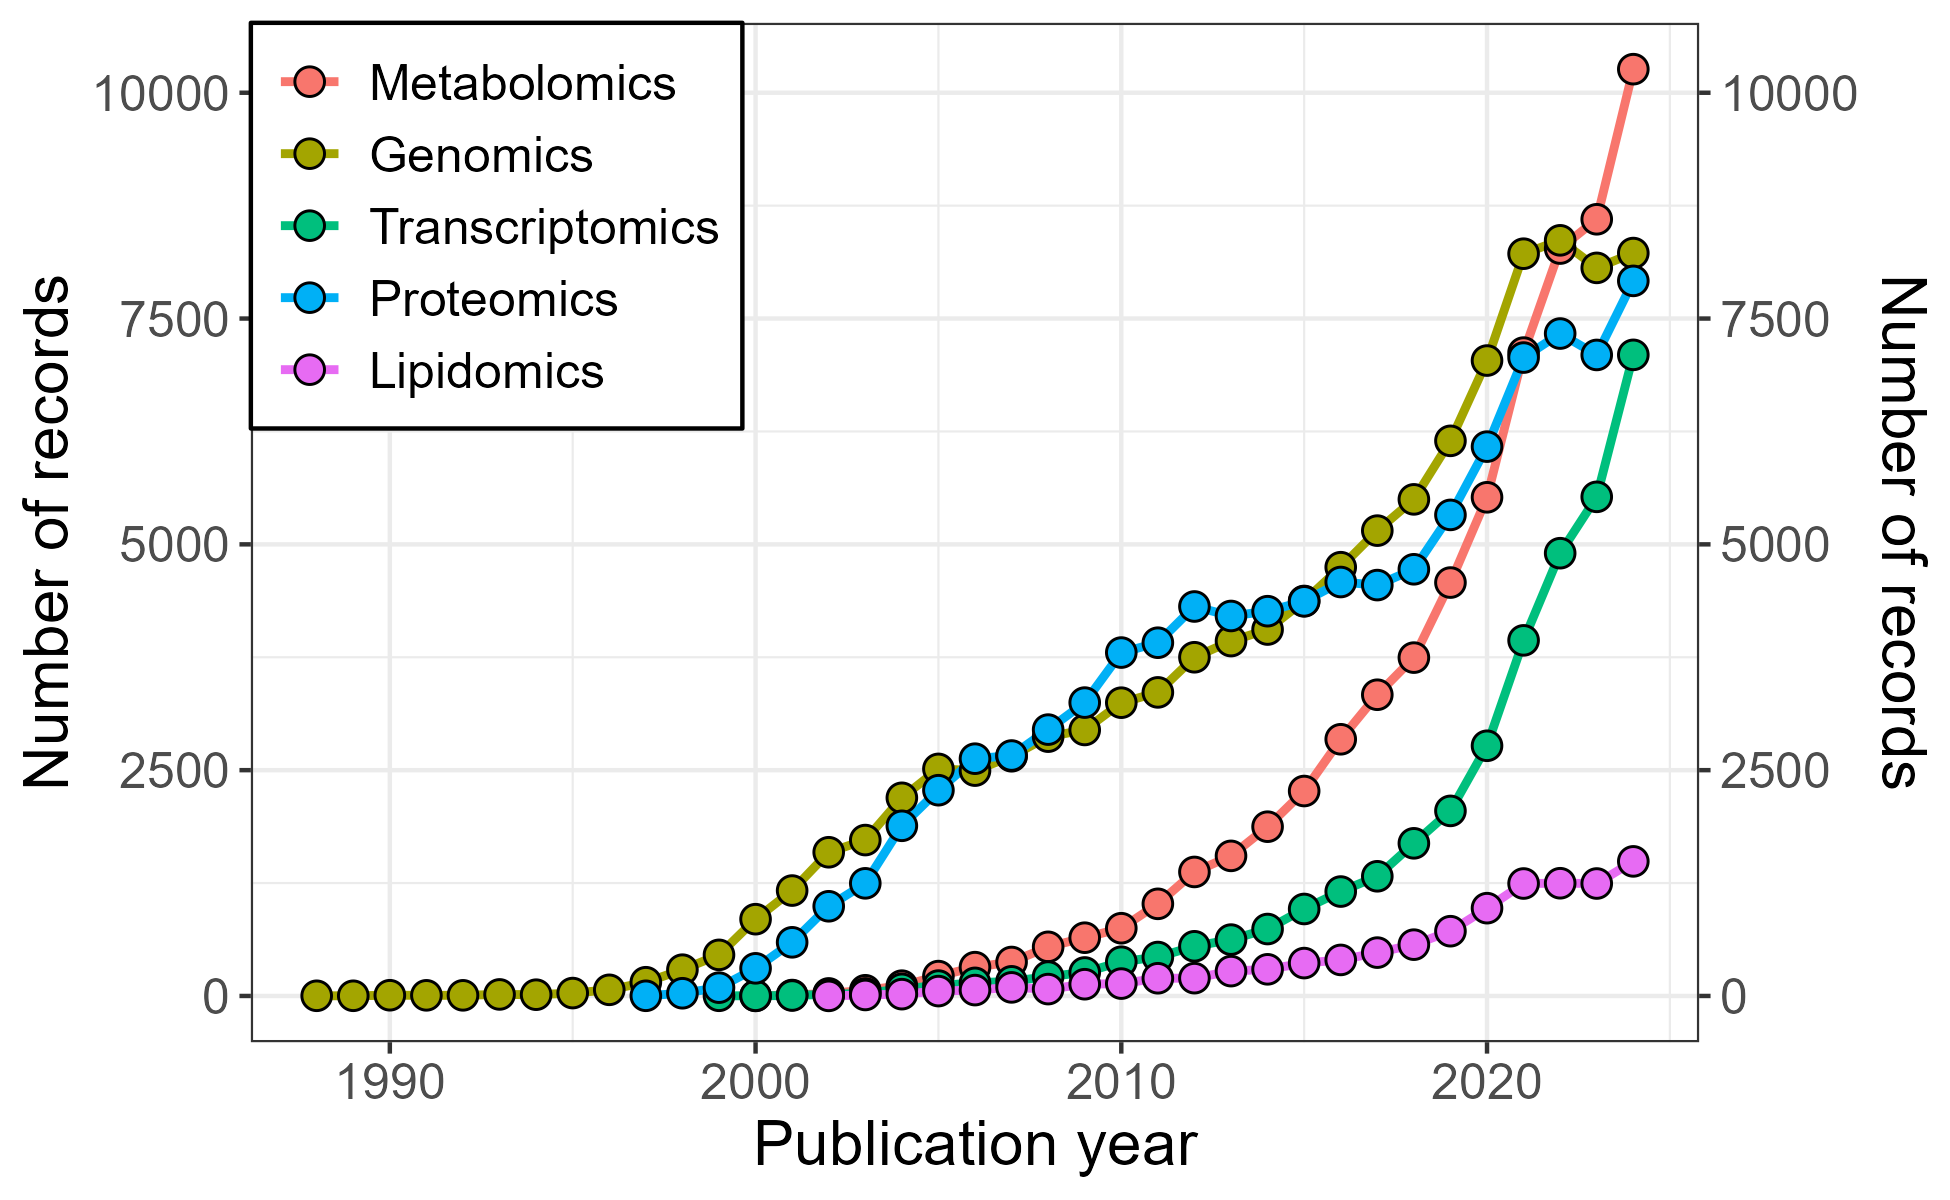 Metabolomics
Genomics
Transcriptomics
Proteomics
Lipidomics
Number of records
10000
7500
5000
2500
0
10000
7500
5000
2500
0
Number of records
1990
2000
2010
2020
Publication year